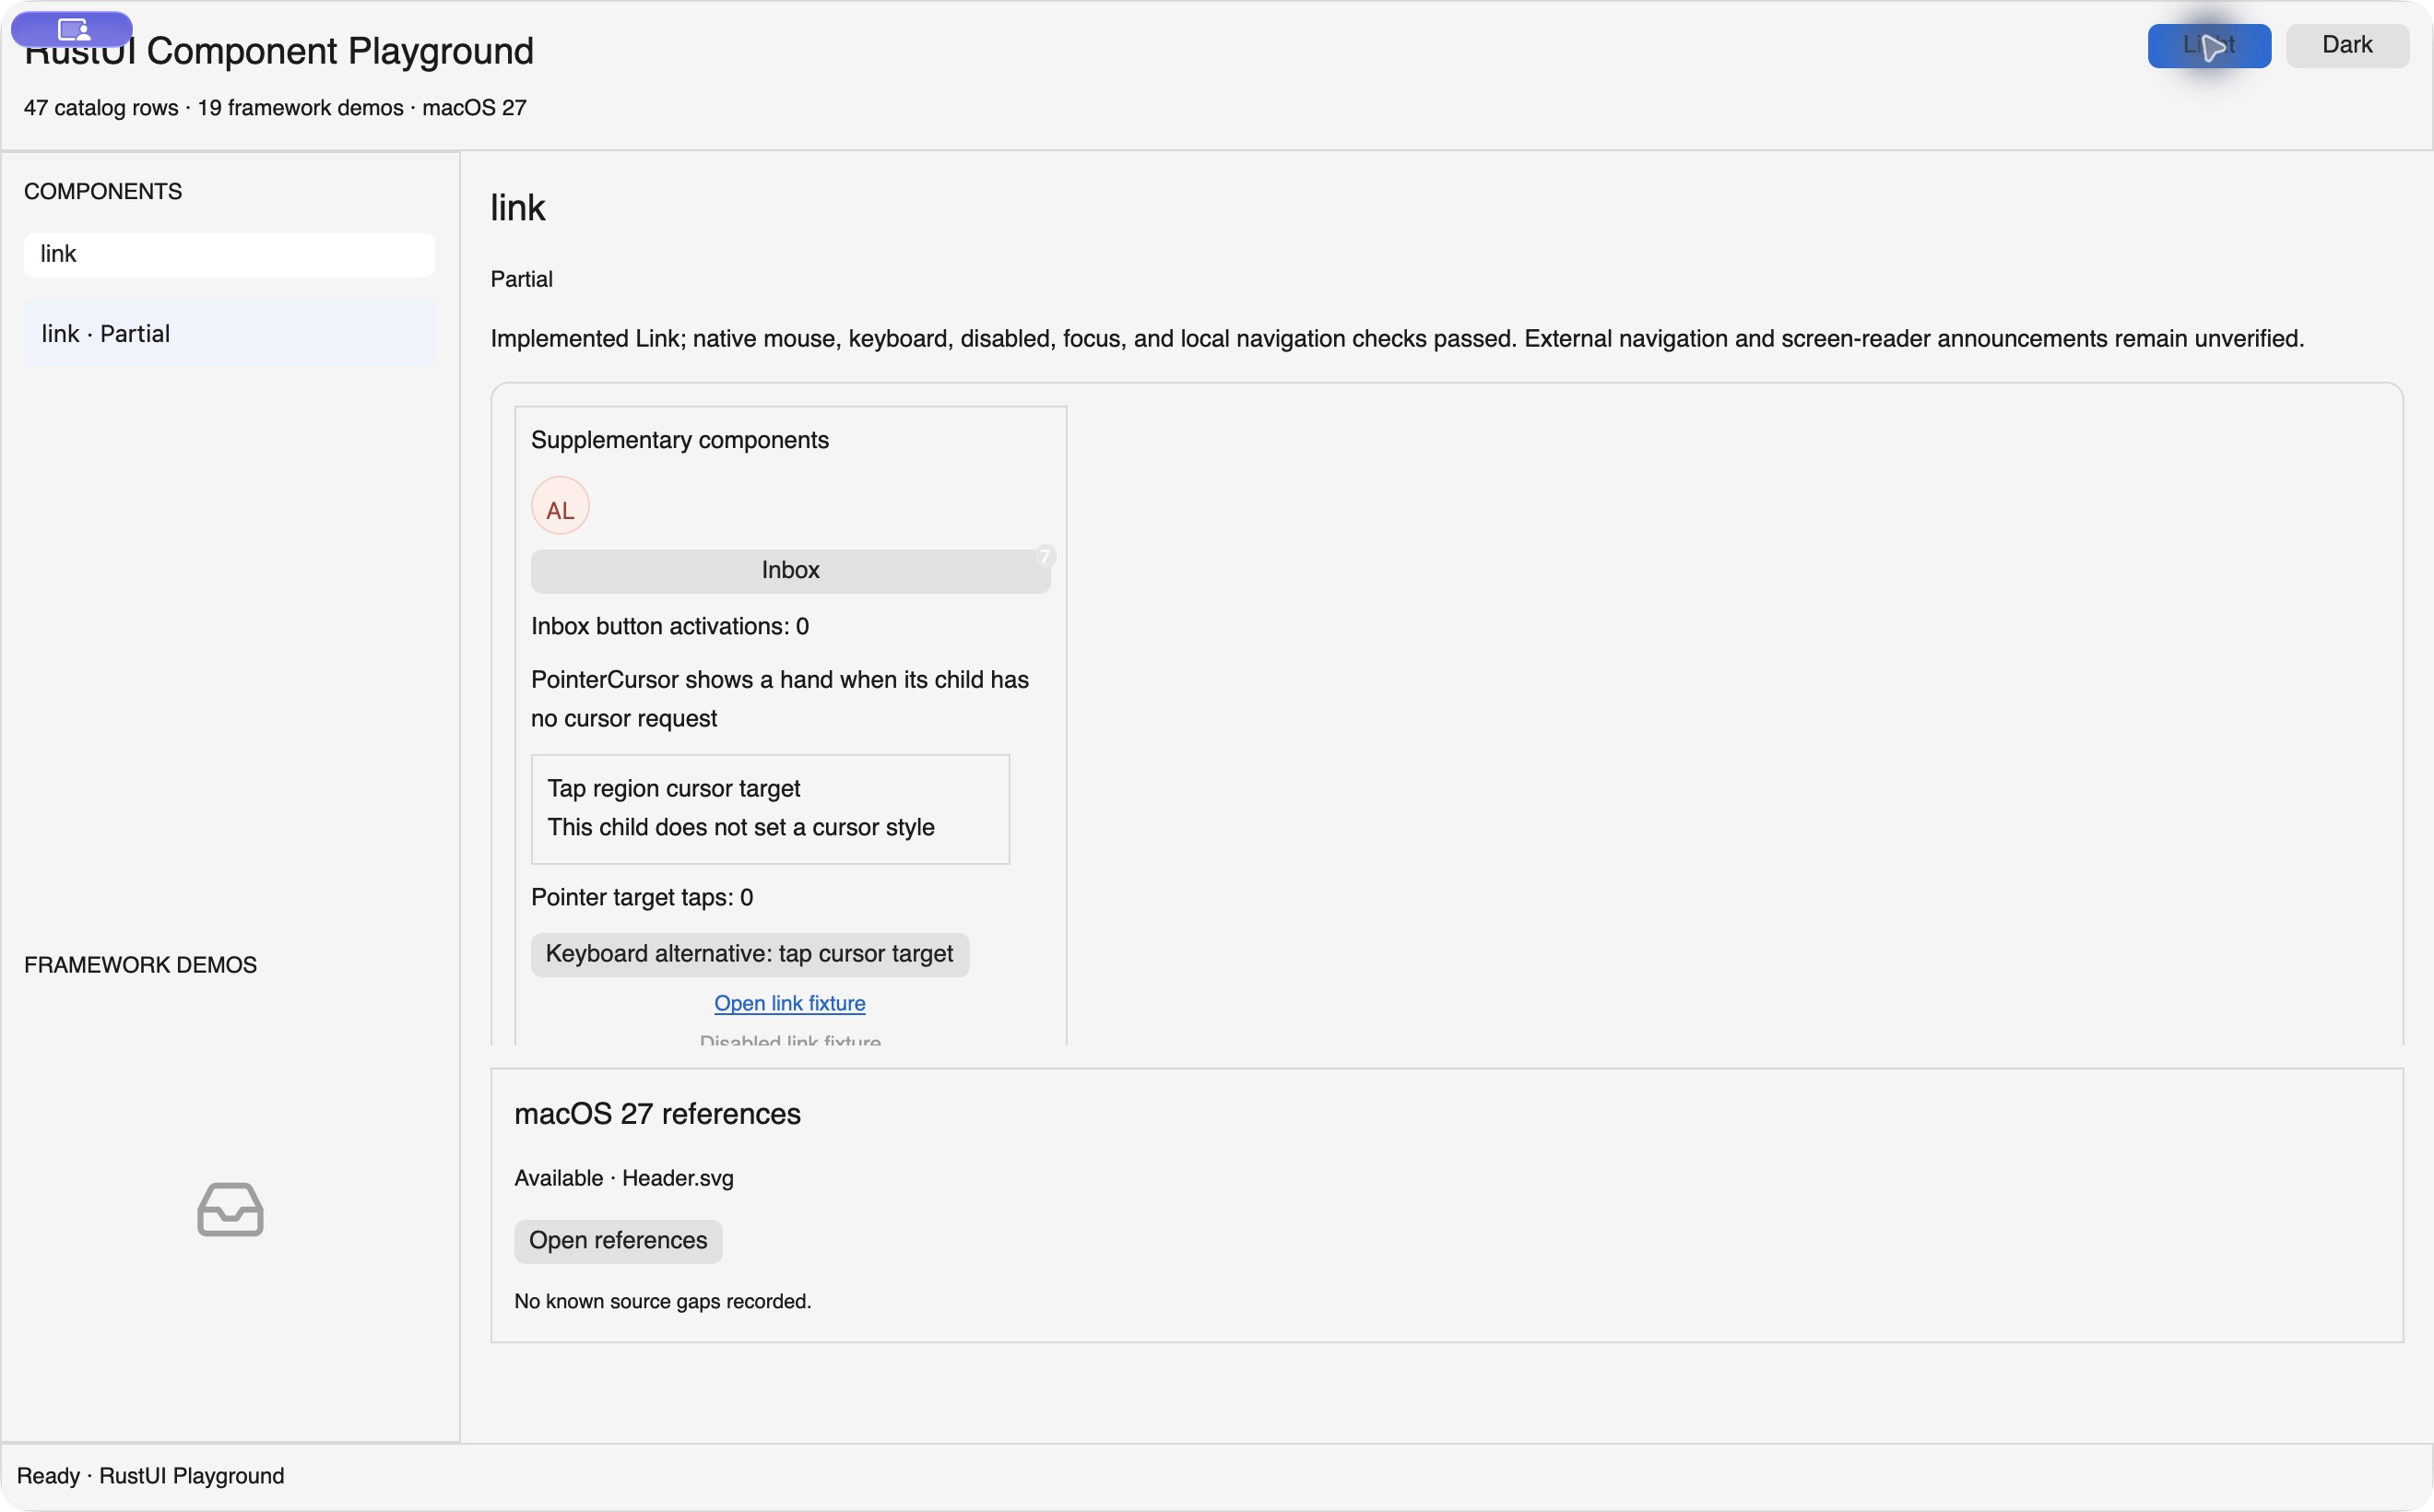 RustUI Component Playground
Light
Dark
47 catalog rows · 19 framework demos · macOS 27
COMPONENTS
link
link · Partial
FRAMEWORK DEMOS
link
Partial
Implemented Link; native mouse, keyboard, disabled, focus, and local navigation checks passed. External navigation and screen-reader announcements remain unverified.
Supplementary components
AL
7
Inbox
Inbox button activations: 0
PointerCursor shows a hand when its child has
no cursor request
Tap region cursor target
This child does not set a cursor style
Pointer target taps: 0
Keyboard alternative: tap cursor target
Open link fixture
Disabled link fixture
macOS 27 references
Available · Header.svg
Open references
No known source gaps recorded.
Ready · RustUI Playground